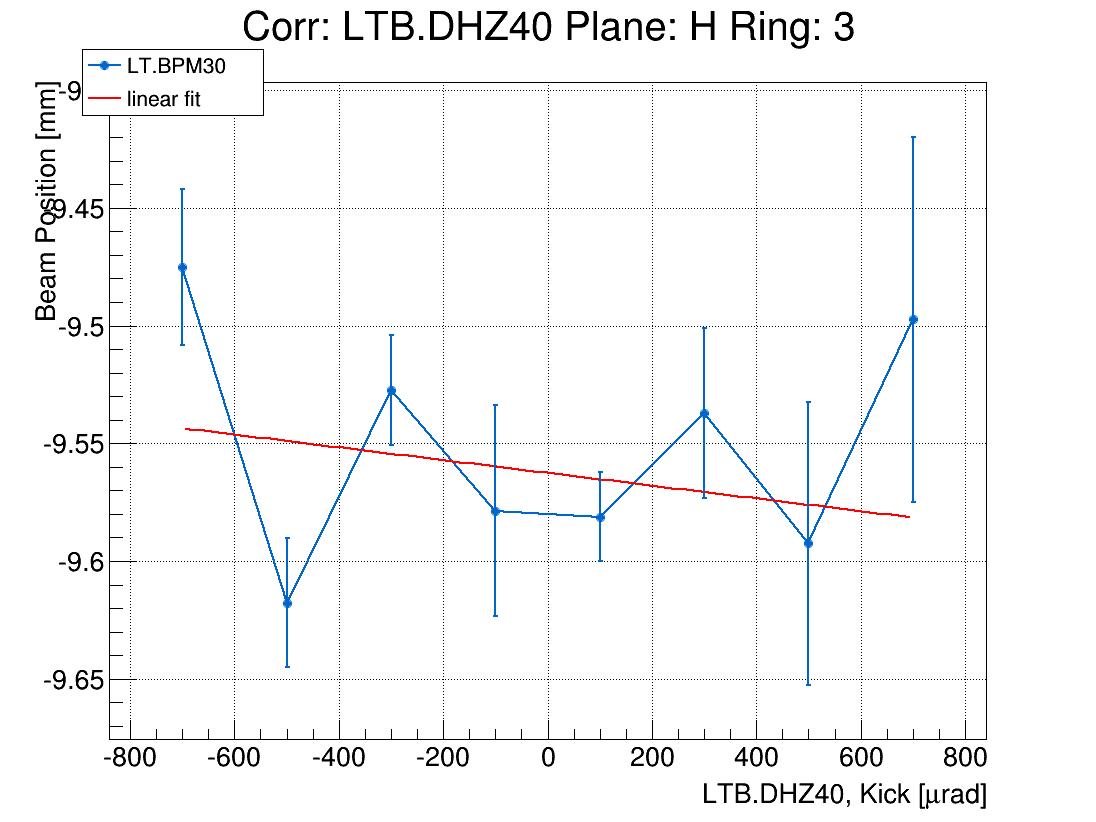 Corr: LTB.DHZ40 Plane: H Ring: 3
LT.BPM30
linear fit
Beam Position [mm]
-9
-9.45
-9.5
-9.55
-9.6
-9.65
-800 -600 -400 -200 0 200 400 600 800
LTB.DHZ40, Kick [μrad]